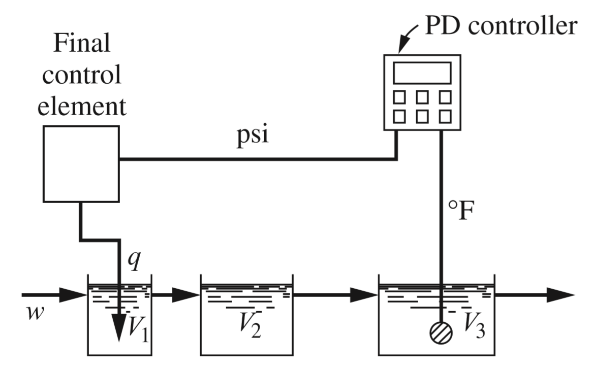 PD controller
Final
control
element
psi
°F
q
w
V₁
V₂
V₃